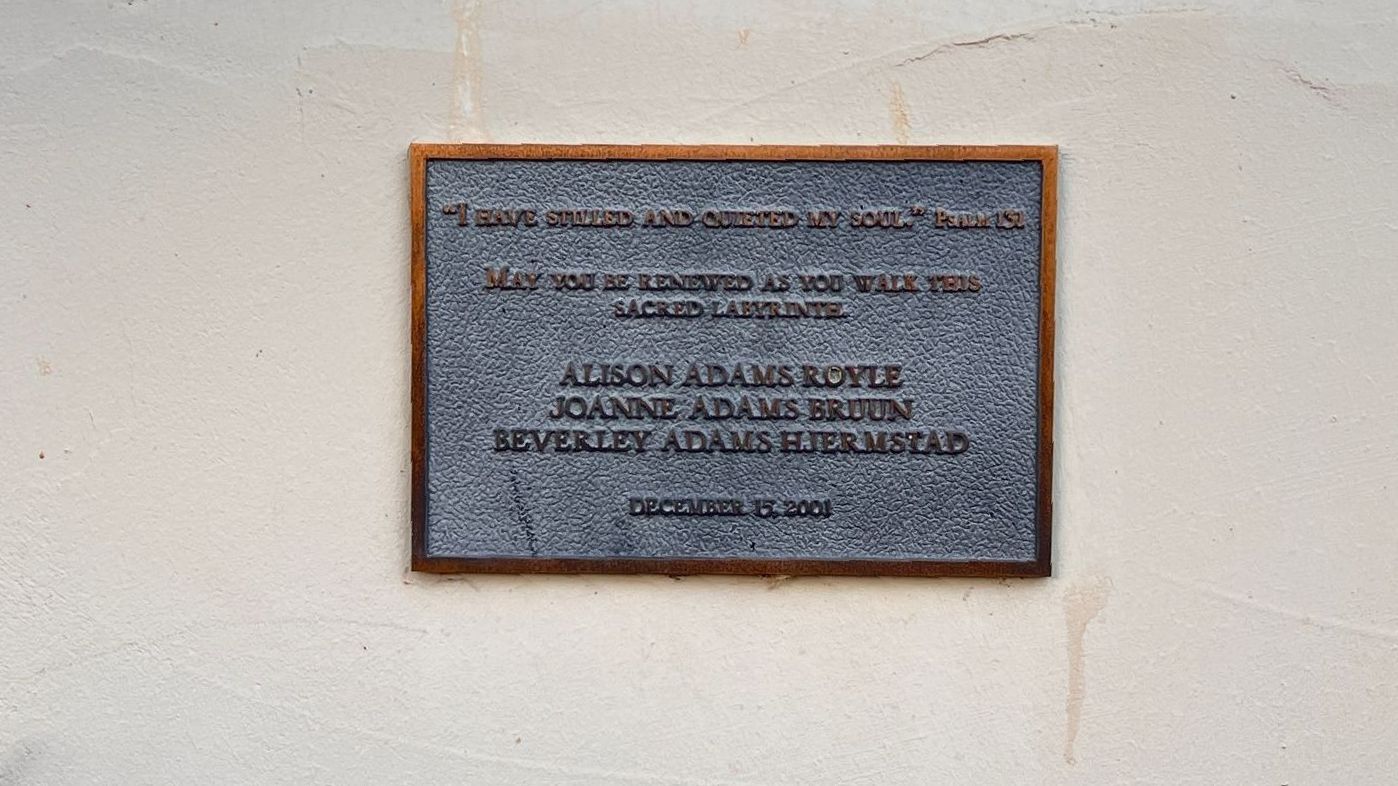 “I HAVE STILLED AND QUIETED MY SOUL.” PSALM 131
MAY YOU BE RENEWED AS YOU WALK THIS
SACRED LABYRINTH.
ALISON ADAMS ROYLE
JOANNE ADAMS BRUUN
BEVERLEY ADAMS HJERMSTAD
DECEMBER 15, 2001